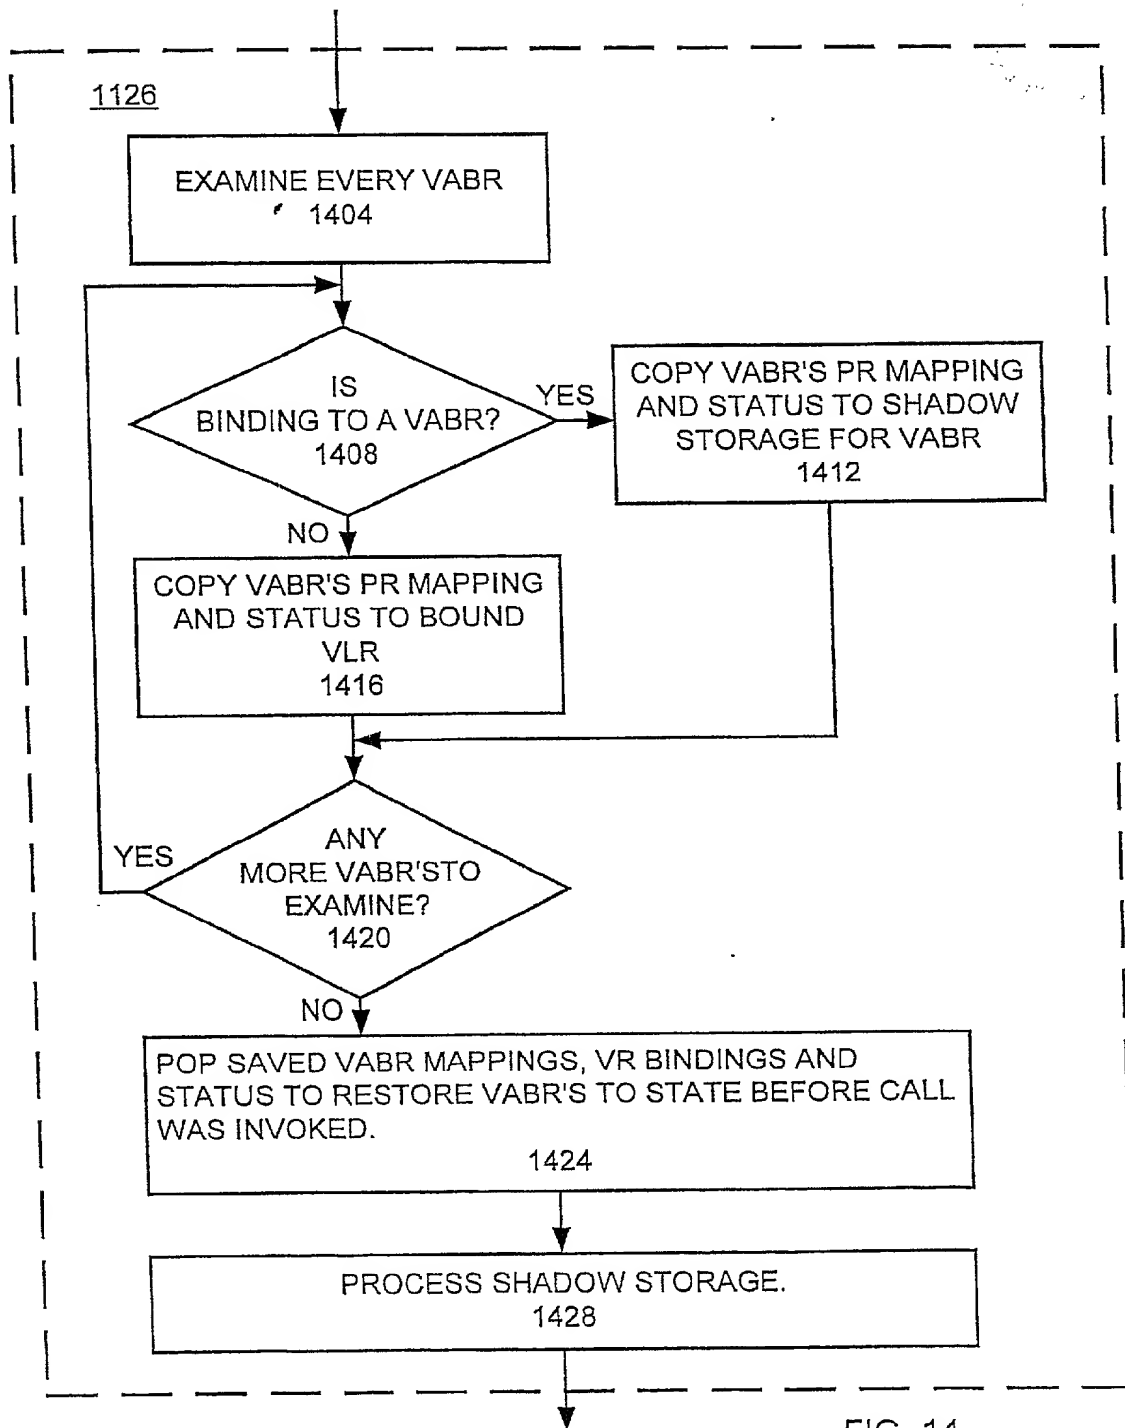 1126
EXAMINE EVERY VABR
1404
IS
BINDING TO A VABR?
1408
YES
COPY VABR'S PR MAPPING
AND STATUS TO SHADOW
STORAGE FOR VABR
1412
NO
COPY VABR'S PR MAPPING
AND STATUS TO BOUND
VLR
1416
YES
ANY
MORE VABR'STO
EXAMINE?
1420
NO
POP SAVED VABR MAPPINGS, VR BINDINGS AND
STATUS TO RESTORE VABR'S TO STATE BEFORE CALL
WAS INVOKED.
1424
PROCESS SHADOW STORAGE.
1428
FIG. 14